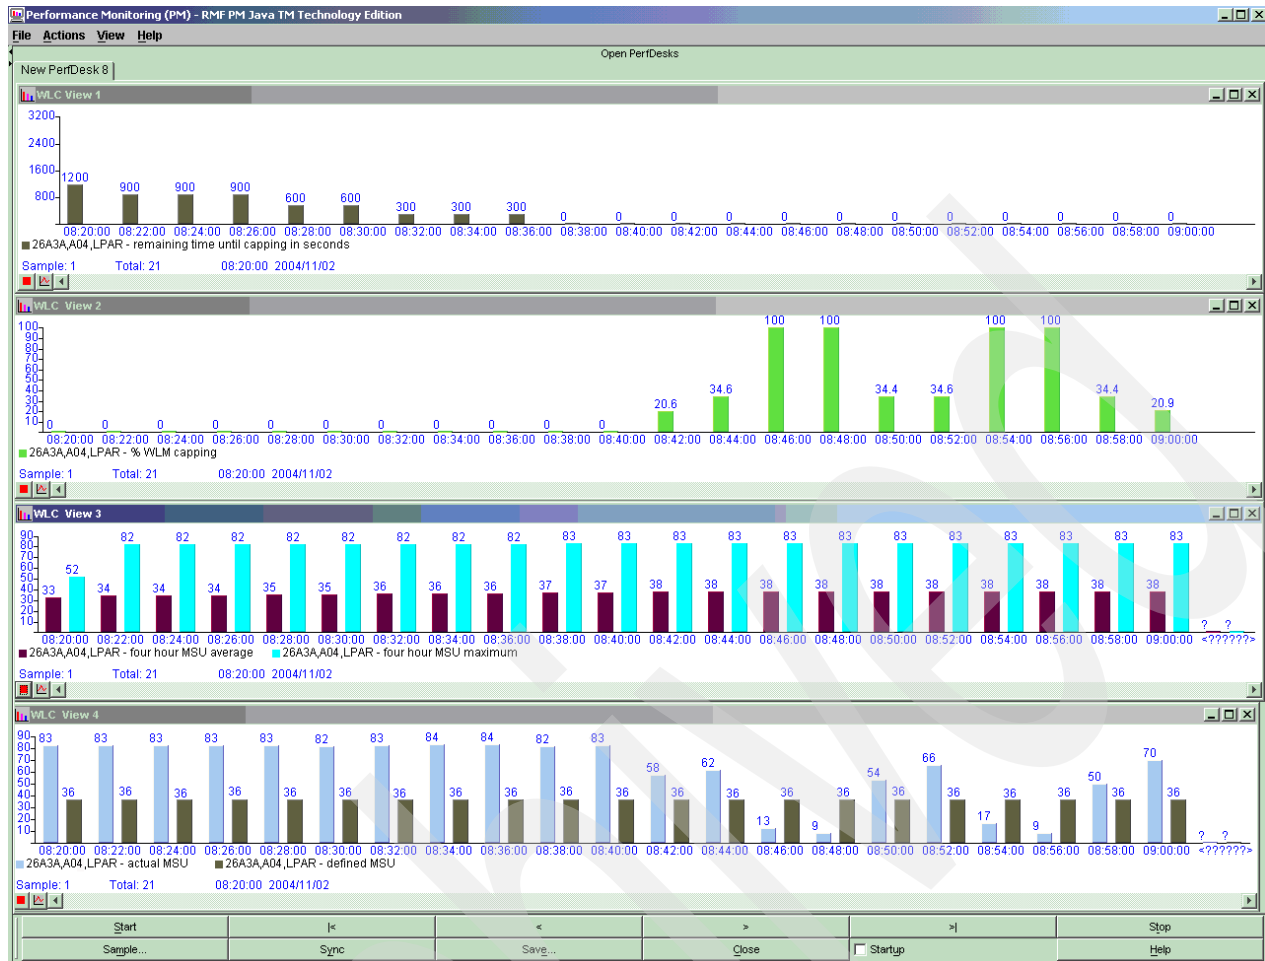 Performance Monitoring (PM) - RMF PM Java TM Technology Edition
File Actions View Help
Open PerfDesks
New PerfDesk 8
WLC View 1
3200
2400
1600
800
1200 900 900 900 600 600 300 300 300 0 0 0 0 0 0 0 0 0 0 0 0
08:20:00 08:22:00 08:24:00 08:26:00 08:28:00 08:30:00 08:32:00 08:34:00 08:36:00 08:38:00 08:40:00 08:42:00 08:44:00 08:46:00 08:48:00 08:50:00 08:52:00 08:54:00 08:56:00 08:58:00 09:00:00
26A3A,A04,LPAR - remaining time until capping in seconds
Sample: 1 Total: 21 08:20:00 2004/11/02
WLC View 2
100
90
80
70
60
50
40
30
20
10
0 0 0 0 0 0 0 0 0 0 0 20.6 34.6 100 100 34.4 34.6 100 100 34.4 20.9
08:20:00 08:22:00 08:24:00 08:26:00 08:28:00 08:30:00 08:32:00 08:34:00 08:36:00 08:38:00 08:40:00 08:42:00 08:44:00 08:46:00 08:48:00 08:50:00 08:52:00 08:54:00 08:56:00 08:58:00 09:00:00
26A3A,A04,LPAR - % WLM capping
Sample: 1 Total: 21 08:20:00 2004/11/02
WLC View 3
90
80
70
60
50
40
30
20
10
33 52 34 82 34 82 34 82 35 82 35 82 36 82 36 82 36 82 37 83 37 83 38 83 38 83 38 83 38 83 38 83 38 83 38 83 38 83 38 83 38 83 ? ?
08:20:00 08:22:00 08:24:00 08:26:00 08:28:00 08:30:00 08:32:00 08:34:00 08:36:00 08:38:00 08:40:00 08:42:00 08:44:00 08:46:00 08:48:00 08:50:00 08:52:00 08:54:00 08:56:00 08:58:00 09:00:00 <??????>
26A3A,A04,LPAR - four hour MSU average 26A3A,A04,LPAR - four hour MSU maximum
Sample: 1 Total: 21 08:20:00 2004/11/02
WLC View 4
90
80
70
60
50
40
30
20
10
83 36 83 36 83 36 83 36 83 36 82 36 83 36 84 36 84 36 82 36 83 36 58 36 62 36 13 36 9 36 54 36 66 36 17 36 9 36 50 36 70 36 ? ?
08:20:00 08:22:00 08:24:00 08:26:00 08:28:00 08:30:00 08:32:00 08:34:00 08:36:00 08:38:00 08:40:00 08:42:00 08:44:00 08:46:00 08:48:00 08:50:00 08:52:00 08:54:00 08:56:00 08:58:00 09:00:00 <??????>
26A3A,A04,LPAR - actual MSU 26A3A,A04,LPAR - defined MSU
Sample: 1 Total: 21 08:20:00 2004/11/02
Start |< < > >| Stop
Sample... Sync Save... Close Startup Help